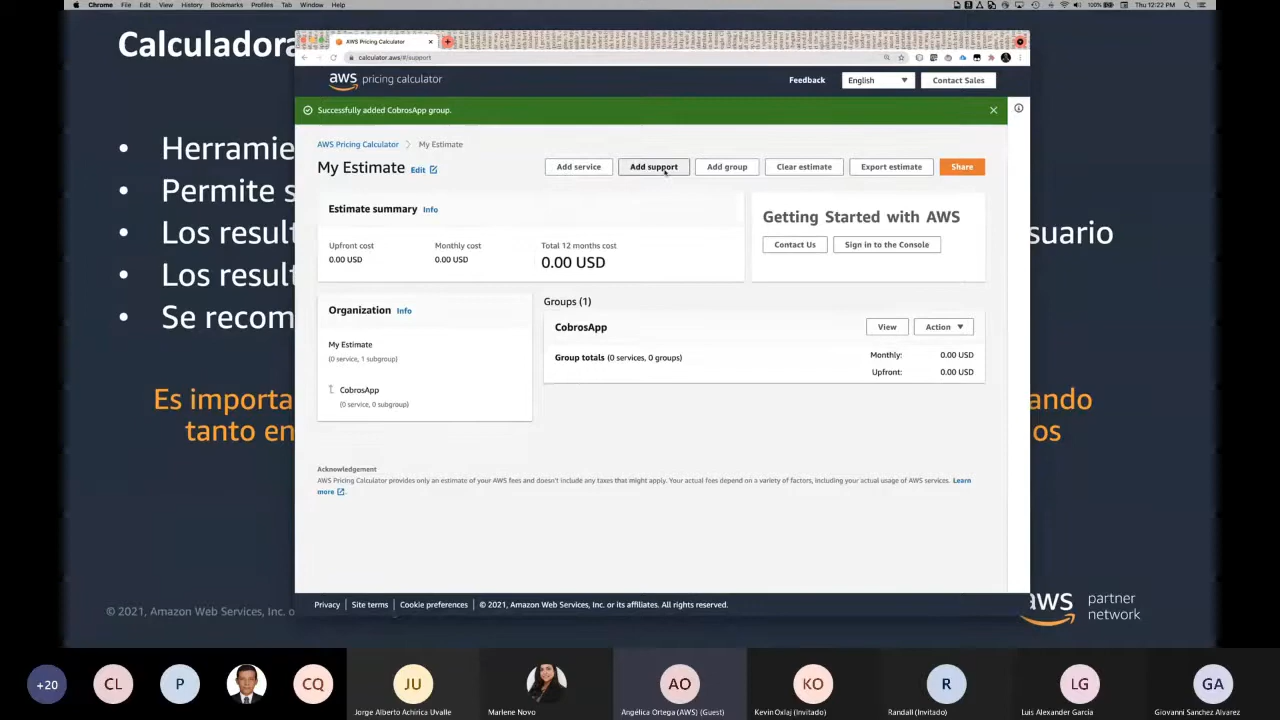 Chrome File Edit View History Bookmarks Profiles Tab Window Help
100% Thu 12:22 PM
Calculadora
AWS Pricing Calculator
calculator.aws/#/support
aws pricing calculator
Feedback
English
Contact Sales
Successfully added CobrosApp group.
AWS Pricing Calculator My Estimate
My Estimate Edit
Add service
Add support
Add group
Clear estimate
Export estimate
Share
Estimate summary Info
Upfront cost
0.00 USD
Monthly cost
0.00 USD
Total 12 months cost
0.00 USD
Getting Started with AWS
Contact Us
Sign in to the Console
Organization Info
My Estimate
(0 service, 1 subgroup)
CobrosApp
(0 service, 0 subgroup)
Groups (1)
CobrosApp
View
Action
Group totals (0 services, 0 groups)
Monthly: 0.00 USD
Upfront: 0.00 USD
Acknowledgement
AWS Pricing Calculator provides only an estimate of your AWS fees and doesn't include any taxes that might apply. Your actual fees depend on a variety of factors, including your actual usage of AWS services. Learn
more
Privacy | Site terms | Cookie preferences | © 2021, Amazon Web Services, Inc. or its affiliates. All rights reserved.
• Herramie
• Permite s
• Los result suario
• Los result
• Se recom
Es importa ando
tanto en os
© 2021, Amazon Web Services, Inc. o
aws partner
network
+20
CL
P
CQ
JU
Jorge Alberto Achirica Uvalle
Marlene Novo
AO
Angélica Ortega (AWS) (Guest)
KO
Kevin Oxlaj (Invitado)
R
Randall (Invitado)
LG
Luis Alexander Garcia
GA
Giovanni Sanchez Alvarez